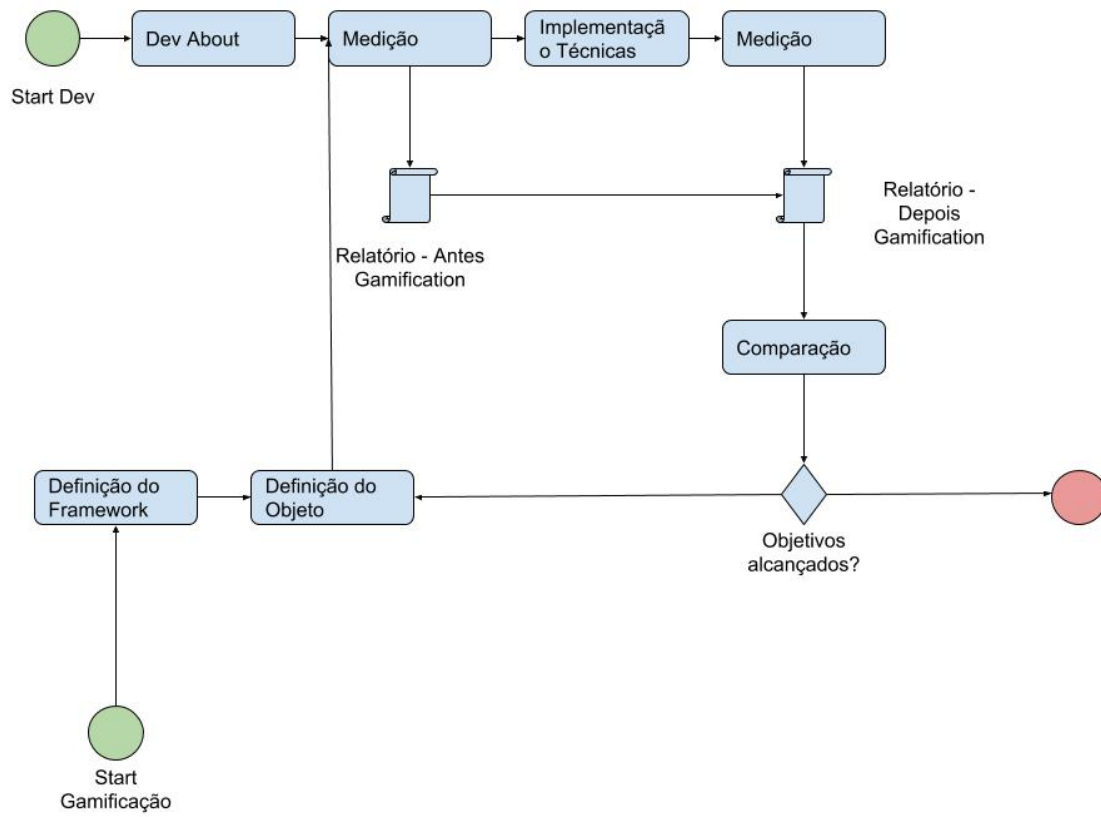 Start Dev
Dev About
Medição
Implementaçã
o Técnicas
Medição
Relatório - Antes
Gamification
Relatório -
Depois
Gamification
Comparação
Definição do
Framework
Definição do
Objeto
Objetivos
alcançados?
Start
Gamificação